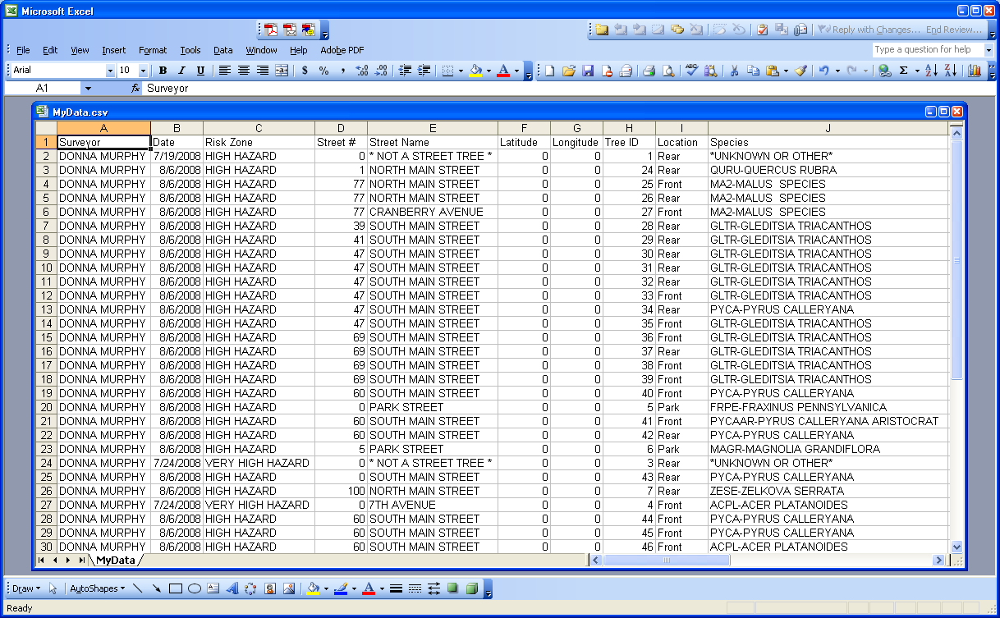 Microsoft Excel
Reply with Changes... End Review...
File Edit View Insert Format Tools Data Window Help Adobe PDF Type a question for help
Arial 10 B I U $ % ,
A1 fx Surveyor
MyData.csv
A B C D E F G H I J
1 Surveyor Date Risk Zone Street # Street Name Latitude Longitude Tree ID Location Species
2 DONNA MURPHY 7/19/2008 HIGH HAZARD 0 * NOT A STREET TREE * 0 0 1 Rear *UNKNOWN OR OTHER*
3 DONNA MURPHY 8/6/2008 HIGH HAZARD 1 NORTH MAIN STREET 0 0 24 Rear QURU-QUERCUS RUBRA
4 DONNA MURPHY 8/6/2008 HIGH HAZARD 77 NORTH MAIN STREET 0 0 25 Front MA2-MALUS  SPECIES
5 DONNA MURPHY 8/6/2008 HIGH HAZARD 77 NORTH MAIN STREET 0 0 26 Rear MA2-MALUS  SPECIES
6 DONNA MURPHY 8/6/2008 HIGH HAZARD 77 CRANBERRY AVENUE 0 0 27 Front MA2-MALUS  SPECIES
7 DONNA MURPHY 8/6/2008 HIGH HAZARD 39 SOUTH MAIN STREET 0 0 28 Rear GLTR-GLEDITSIA TRIACANTHOS
8 DONNA MURPHY 8/6/2008 HIGH HAZARD 41 SOUTH MAIN STREET 0 0 29 Rear GLTR-GLEDITSIA TRIACANTHOS
9 DONNA MURPHY 8/6/2008 HIGH HAZARD 47 SOUTH MAIN STREET 0 0 30 Rear GLTR-GLEDITSIA TRIACANTHOS
10 DONNA MURPHY 8/6/2008 HIGH HAZARD 47 SOUTH MAIN STREET 0 0 31 Rear GLTR-GLEDITSIA TRIACANTHOS
11 DONNA MURPHY 8/6/2008 HIGH HAZARD 47 SOUTH MAIN STREET 0 0 32 Rear GLTR-GLEDITSIA TRIACANTHOS
12 DONNA MURPHY 8/6/2008 HIGH HAZARD 47 SOUTH MAIN STREET 0 0 33 Front GLTR-GLEDITSIA TRIACANTHOS
13 DONNA MURPHY 8/6/2008 HIGH HAZARD 47 SOUTH MAIN STREET 0 0 34 Rear PYCA-PYRUS CALLERYANA
14 DONNA MURPHY 8/6/2008 HIGH HAZARD 47 SOUTH MAIN STREET 0 0 35 Front GLTR-GLEDITSIA TRIACANTHOS
15 DONNA MURPHY 8/6/2008 HIGH HAZARD 69 SOUTH MAIN STREET 0 0 36 Front GLTR-GLEDITSIA TRIACANTHOS
16 DONNA MURPHY 8/6/2008 HIGH HAZARD 69 SOUTH MAIN STREET 0 0 37 Rear GLTR-GLEDITSIA TRIACANTHOS
17 DONNA MURPHY 8/6/2008 HIGH HAZARD 69 SOUTH MAIN STREET 0 0 38 Front GLTR-GLEDITSIA TRIACANTHOS
18 DONNA MURPHY 8/6/2008 HIGH HAZARD 69 SOUTH MAIN STREET 0 0 39 Front GLTR-GLEDITSIA TRIACANTHOS
19 DONNA MURPHY 8/6/2008 HIGH HAZARD 60 SOUTH MAIN STREET 0 0 40 Front PYCA-PYRUS CALLERYANA
20 DONNA MURPHY 8/6/2008 HIGH HAZARD 0 PARK STREET 0 0 5 Park FRPE-FRAXINUS PENNSYLVANICA
21 DONNA MURPHY 8/6/2008 HIGH HAZARD 60 SOUTH MAIN STREET 0 0 41 Front PYCAAR-PYRUS CALLERYANA ARISTOCRAT
22 DONNA MURPHY 8/6/2008 HIGH HAZARD 60 SOUTH MAIN STREET 0 0 42 Rear PYCA-PYRUS CALLERYANA
23 DONNA MURPHY 8/6/2008 HIGH HAZARD 5 PARK STREET 0 0 6 Park MAGR-MAGNOLIA GRANDIFLORA
24 DONNA MURPHY 7/24/2008 VERY HIGH HAZARD 0 * NOT A STREET TREE * 0 0 3 Rear *UNKNOWN OR OTHER*
25 DONNA MURPHY 8/6/2008 HIGH HAZARD 0 SOUTH MAIN STREET 0 0 43 Rear PYCA-PYRUS CALLERYANA
26 DONNA MURPHY 8/6/2008 HIGH HAZARD 100 NORTH MAIN STREET 0 0 7 Rear ZESE-ZELKOVA SERRATA
27 DONNA MURPHY 7/24/2008 VERY HIGH HAZARD 0 7TH AVENUE 0 0 4 Front ACPL-ACER PLATANOIDES
28 DONNA MURPHY 8/6/2008 HIGH HAZARD 60 SOUTH MAIN STREET 0 0 44 Front PYCA-PYRUS CALLERYANA
29 DONNA MURPHY 8/6/2008 HIGH HAZARD 60 SOUTH MAIN STREET 0 0 45 Front PYCA-PYRUS CALLERYANA
30 DONNA MURPHY 8/6/2008 HIGH HAZARD 60 SOUTH MAIN STREET 0 0 46 Front ACPL-ACER PLATANOIDES
MyData
Draw AutoShapes
Ready